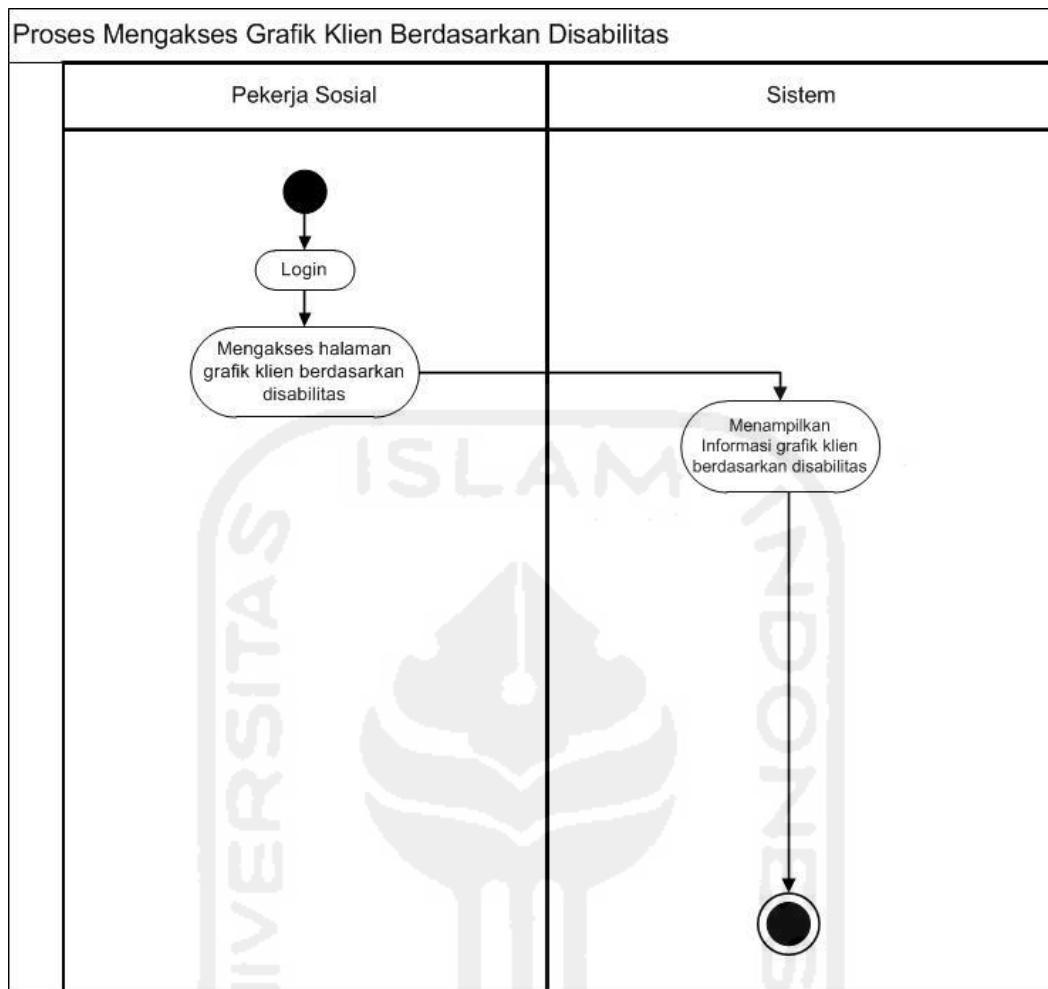 Proses Mengakses Grafik Klien Berdasarkan Disabilitas
Pekerja Sosial
Sistem
Login
Mengakses halaman
grafik klien berdasarkan
disabilitas
Menampilkan
Informasi grafik klien
berdasarkan disabilitas
ISLAM